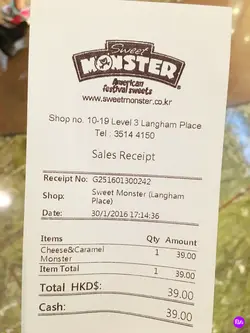 Sweet
MONSTER
American
festival sweets
www.sweetmonster.co.kr
Shop no. 10-19 Level 3 Langham Place
Tel : 3514 4150
Sales Receipt
Receipt No: G251601300242
Shop: Sweet Monster (Langham
Place)
Date: 30/1/2016 17:14:36
Items Qty Amount
Cheese&Caramel 1 39.00
Monster
Item Total 1 39.00
Total HKD$: 39.00
Cash: 39.00
BA